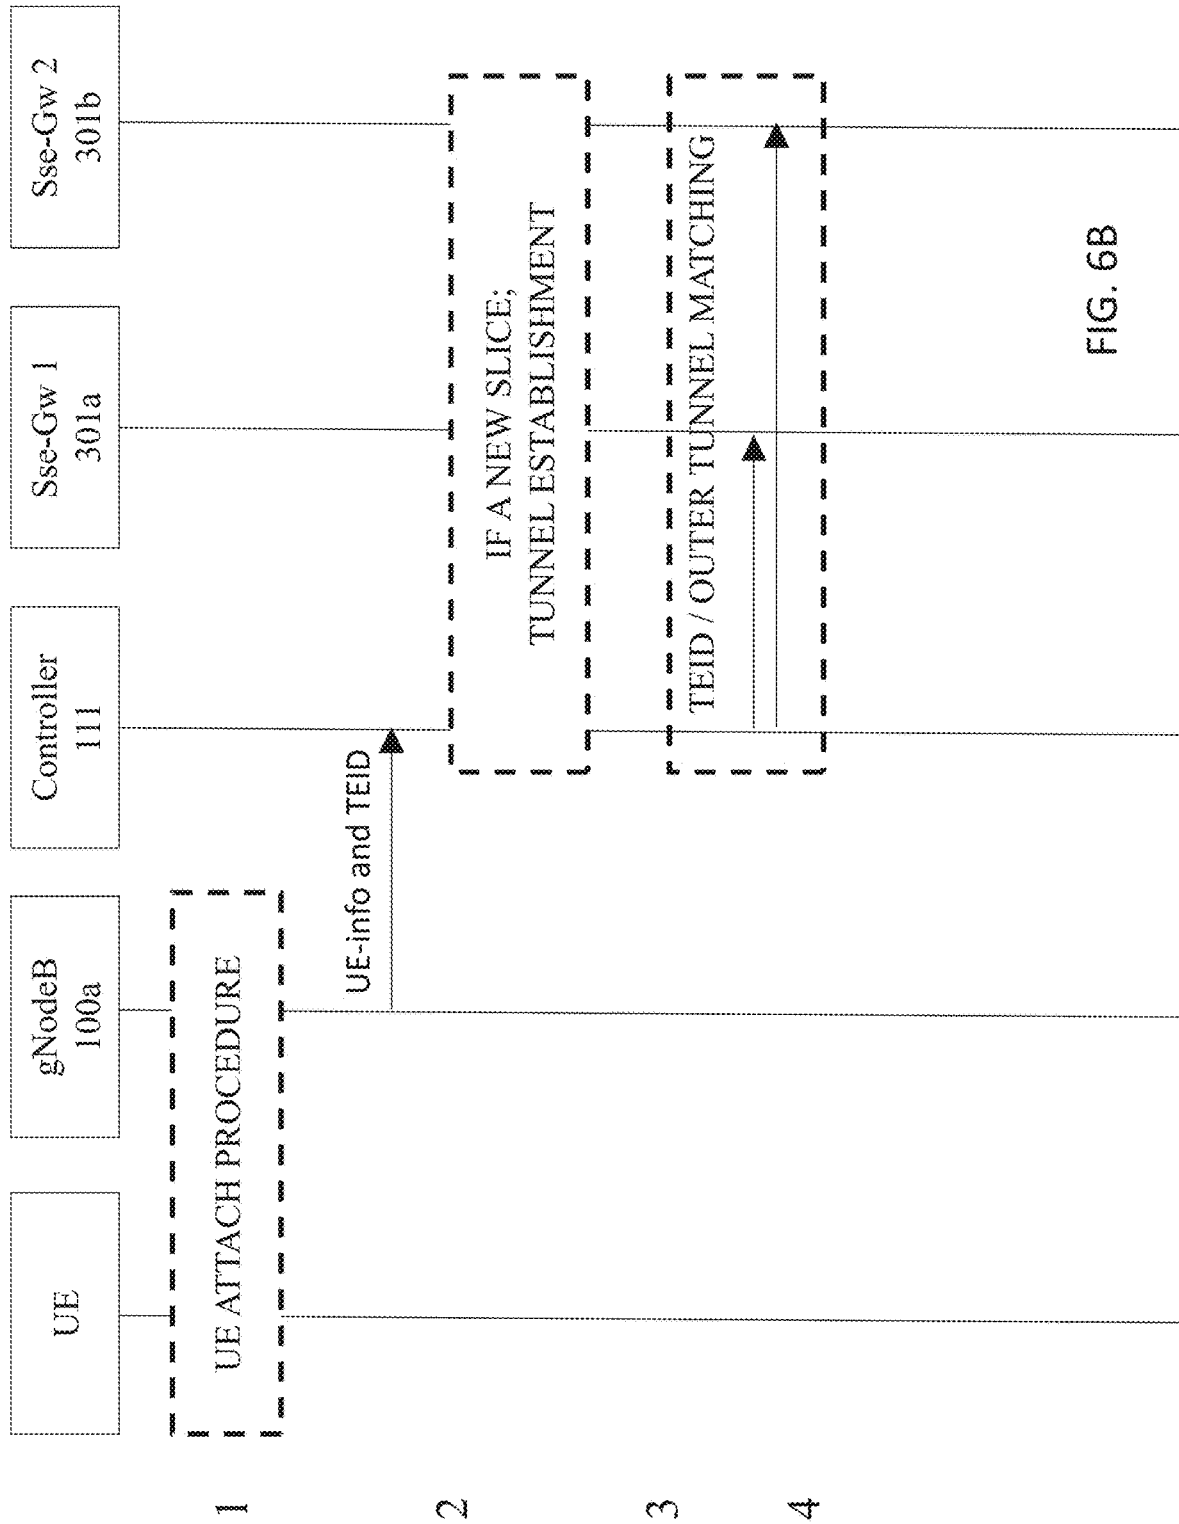 UE
gNodeB
100a
Controller
111
Sse-Gw 1
301a
Sse-Gw 2
301b
1
UE ATTACH PROCEDURE
UE-info and TEID
2
IF A NEW SLICE;
TUNNEL ESTABLISHMENT
3
TEID / OUTER TUNNEL MATCHING
4
FIG. 6B